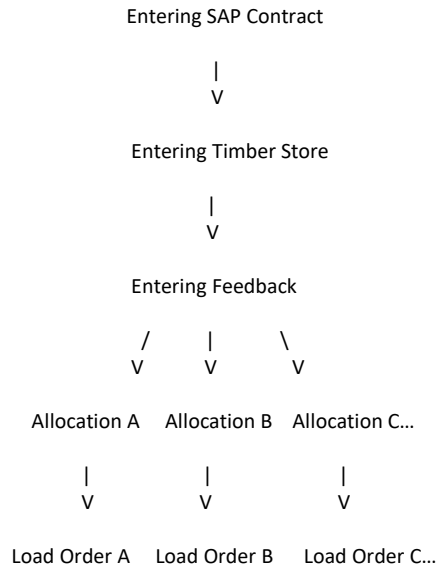 Entering SAP Contract
|
V
Entering Timber Store
|
V
Entering Feedback
/ | \
V V V
Allocation A Allocation B Allocation C…
| | |
V V V
Load Order A Load Order B Load Order C…